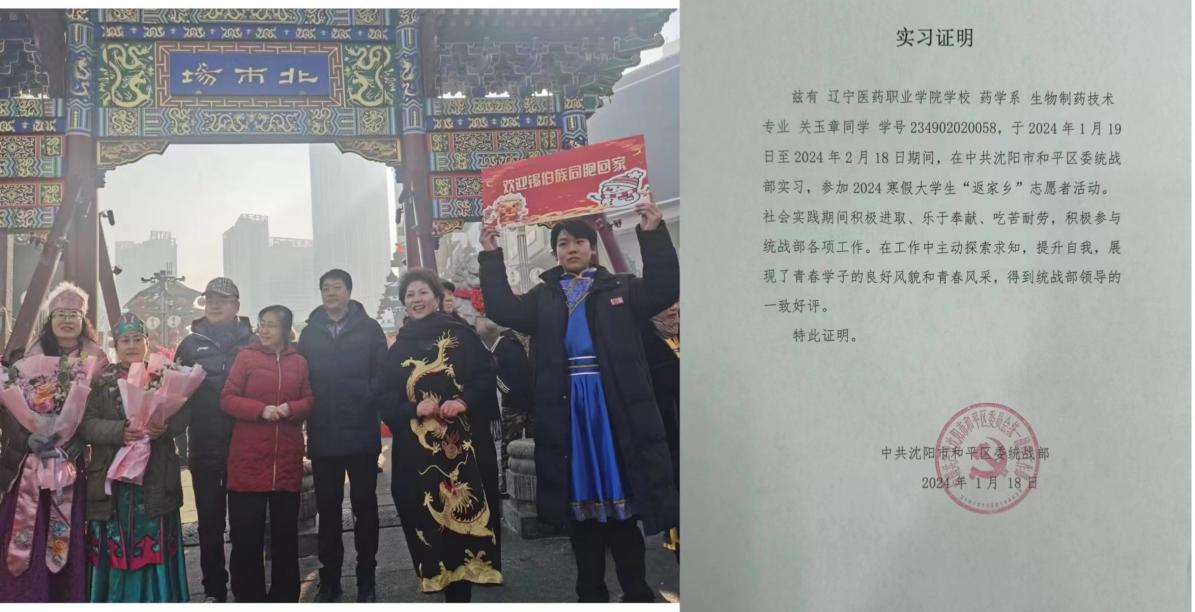 北市场
欢迎锡伯族同胞回家
实习证明
兹有 辽宁医药职业学院学校 药学系 生物制药技术
专业 关玉章同学 学号 234902020058，于 2024 年 1 月 19
日至 2024 年 2 月 18 日期间，在中共沈阳市和平区委统战
部实习，参加 2024 寒假大学生“返家乡”志愿者活动。
社会实践期间积极进取、乐于奉献、吃苦耐劳，积极参与
统战部各项工作。在工作中主动探索求知，提升自我，展
现了青春学子的良好风貌和青春风采，得到统战部领导的
一致好评。
特此证明。
中共沈阳市和平区委统战部
2024 年 1 月 18 日